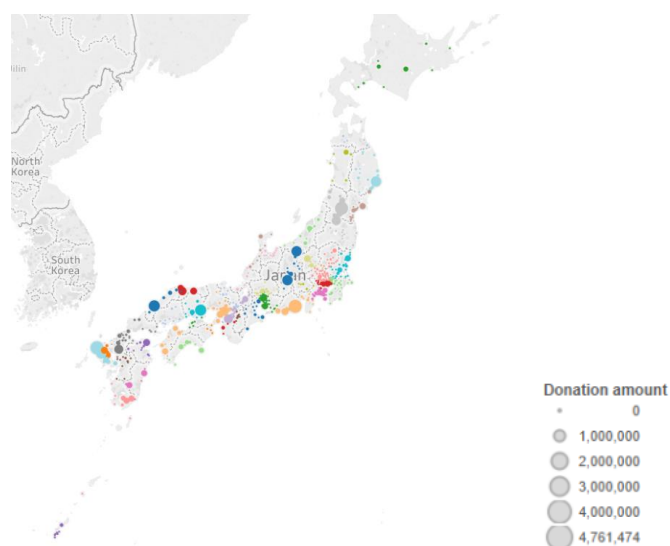 ilin
North
Korea
South
Korea
Japan
Donation amount
0
1,000,000
2,000,000
3,000,000
4,000,000
4,761,474